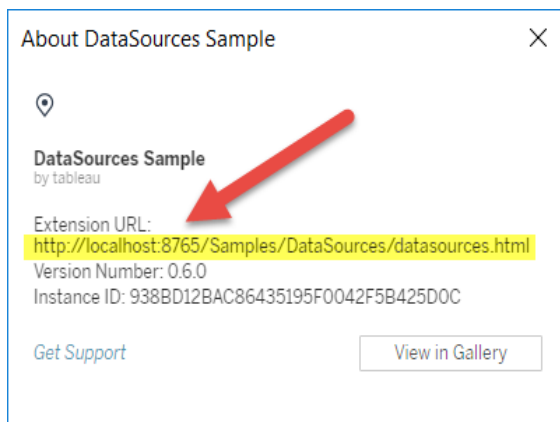 About DataSources Sample
DataSources Sample
by tableau
Extension URL:
http://localhost:8765/Samples/DataSources/datasources.html
Version Number: 0.6.0
Instance ID: 938BD12BAC86435195F0042F5B425D0C
Get Support
View in Gallery